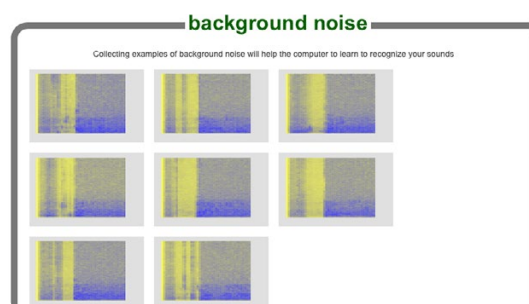 background noise
Collecting examples of background noise will help the computer to learn to recognize your sounds